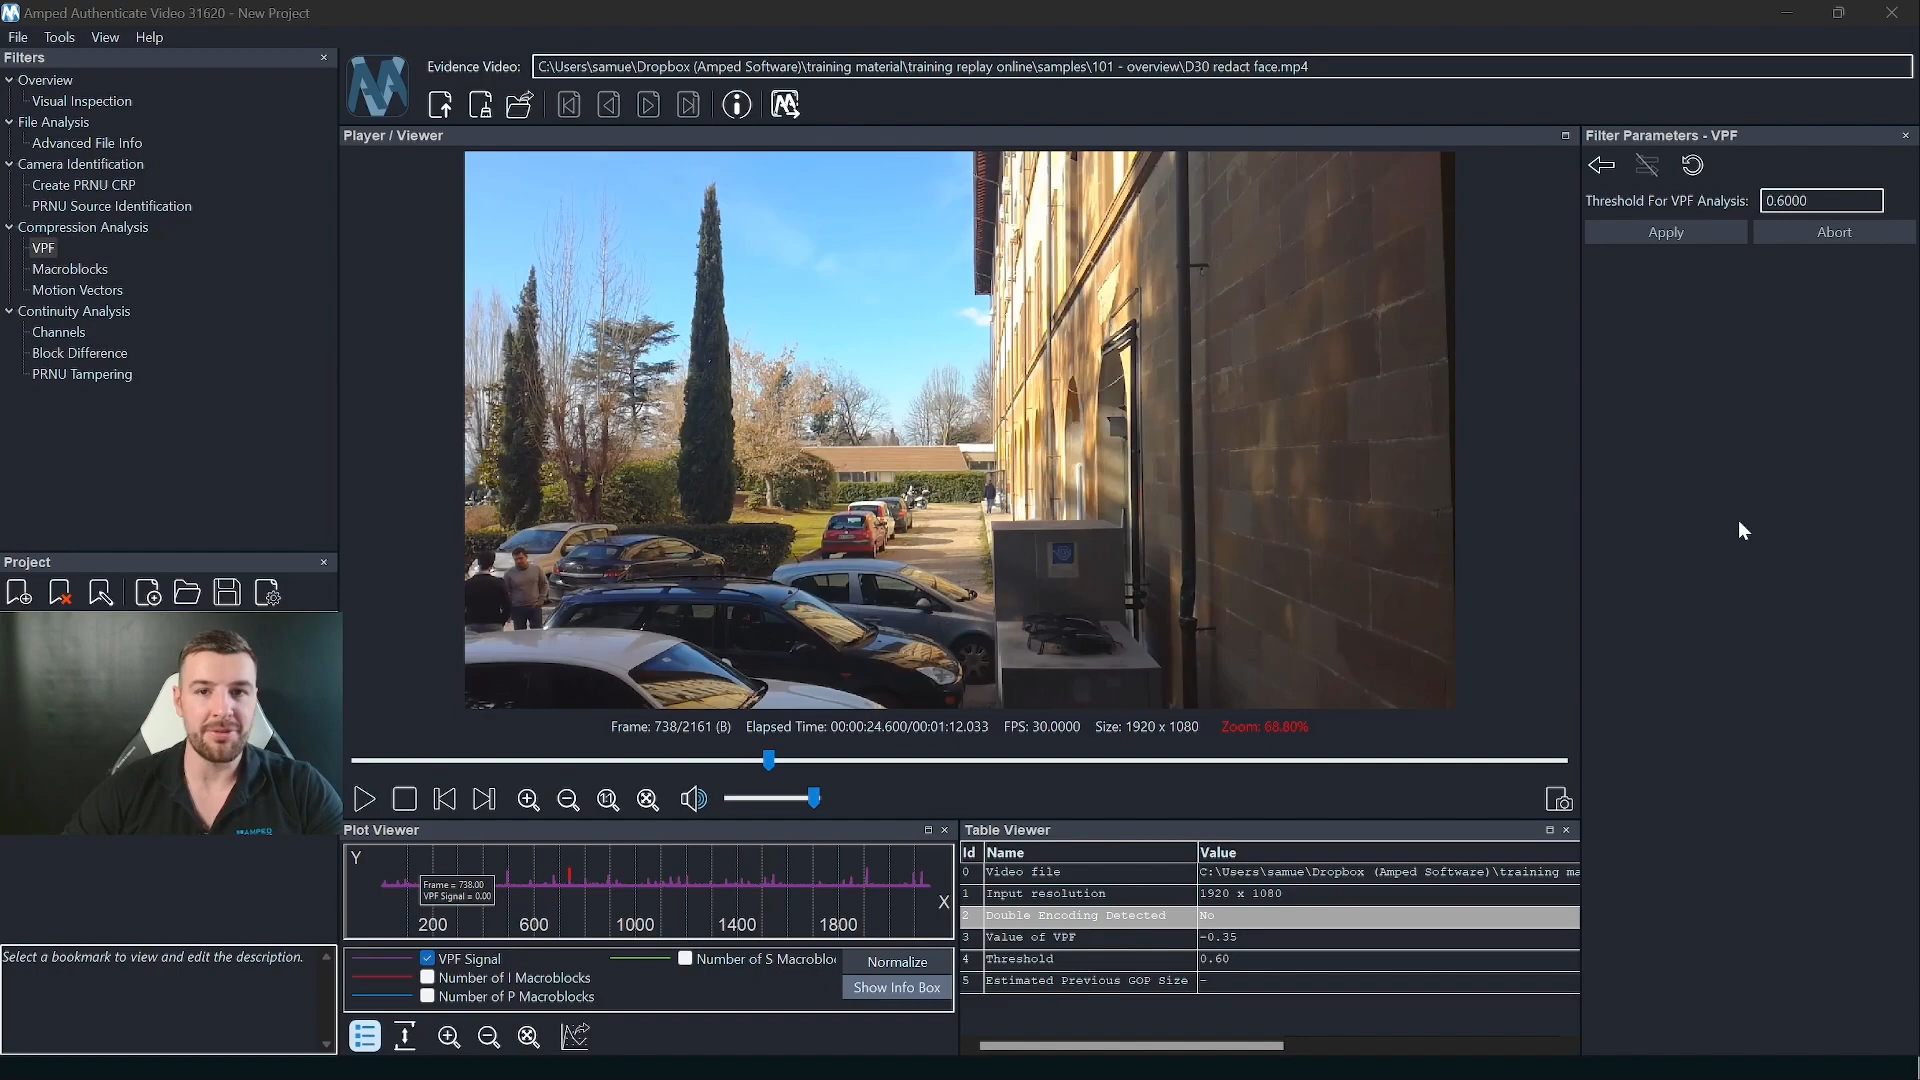 Amped Authenticate Video 31620 - New Project
File Tools View Help
Filters
Overview
Visual Inspection
File Analysis
Advanced File Info
Camera Identification
Create PRNU CRP
PRNU Source Identification
Compression Analysis
VPF
Macroblocks
Motion Vectors
Continuity Analysis
Channels
Block Difference
PRNU Tampering
Evidence Video: C:\Users\samue\Dropbox (Amped Software)\training material\training replay online\samples\101 - overview\D30 redact face.mp4
Player / Viewer
Frame: 738/2161 (B) Elapsed Time: 00:00:24.600/00:01:12.033 FPS: 30.0000 Size: 1920 x 1080 Zoom: 68.80%
Filter Parameters - VPF
Threshold For VPF Analysis: 0.6000
Apply Abort
Project
AMPED
Select a bookmark to view and edit the description.
Plot Viewer
Y
Frame = 738.00
VPF Signal = 0.00
X
200 600 1000 1400 1800
VPF Signal
Number of I Macroblocks
Number of P Macroblocks
Number of S Macroblo
Normalize
Show Info Box
Table Viewer
Id Name Value
0 Video file C:\Users\samue\Dropbox (Amped Software)\training ma
1 Input resolution 1920 x 1080
2 Double Encoding Detected No
3 Value of VPF -0.35
4 Threshold 0.60
5 Estimated Previous GOP Size -